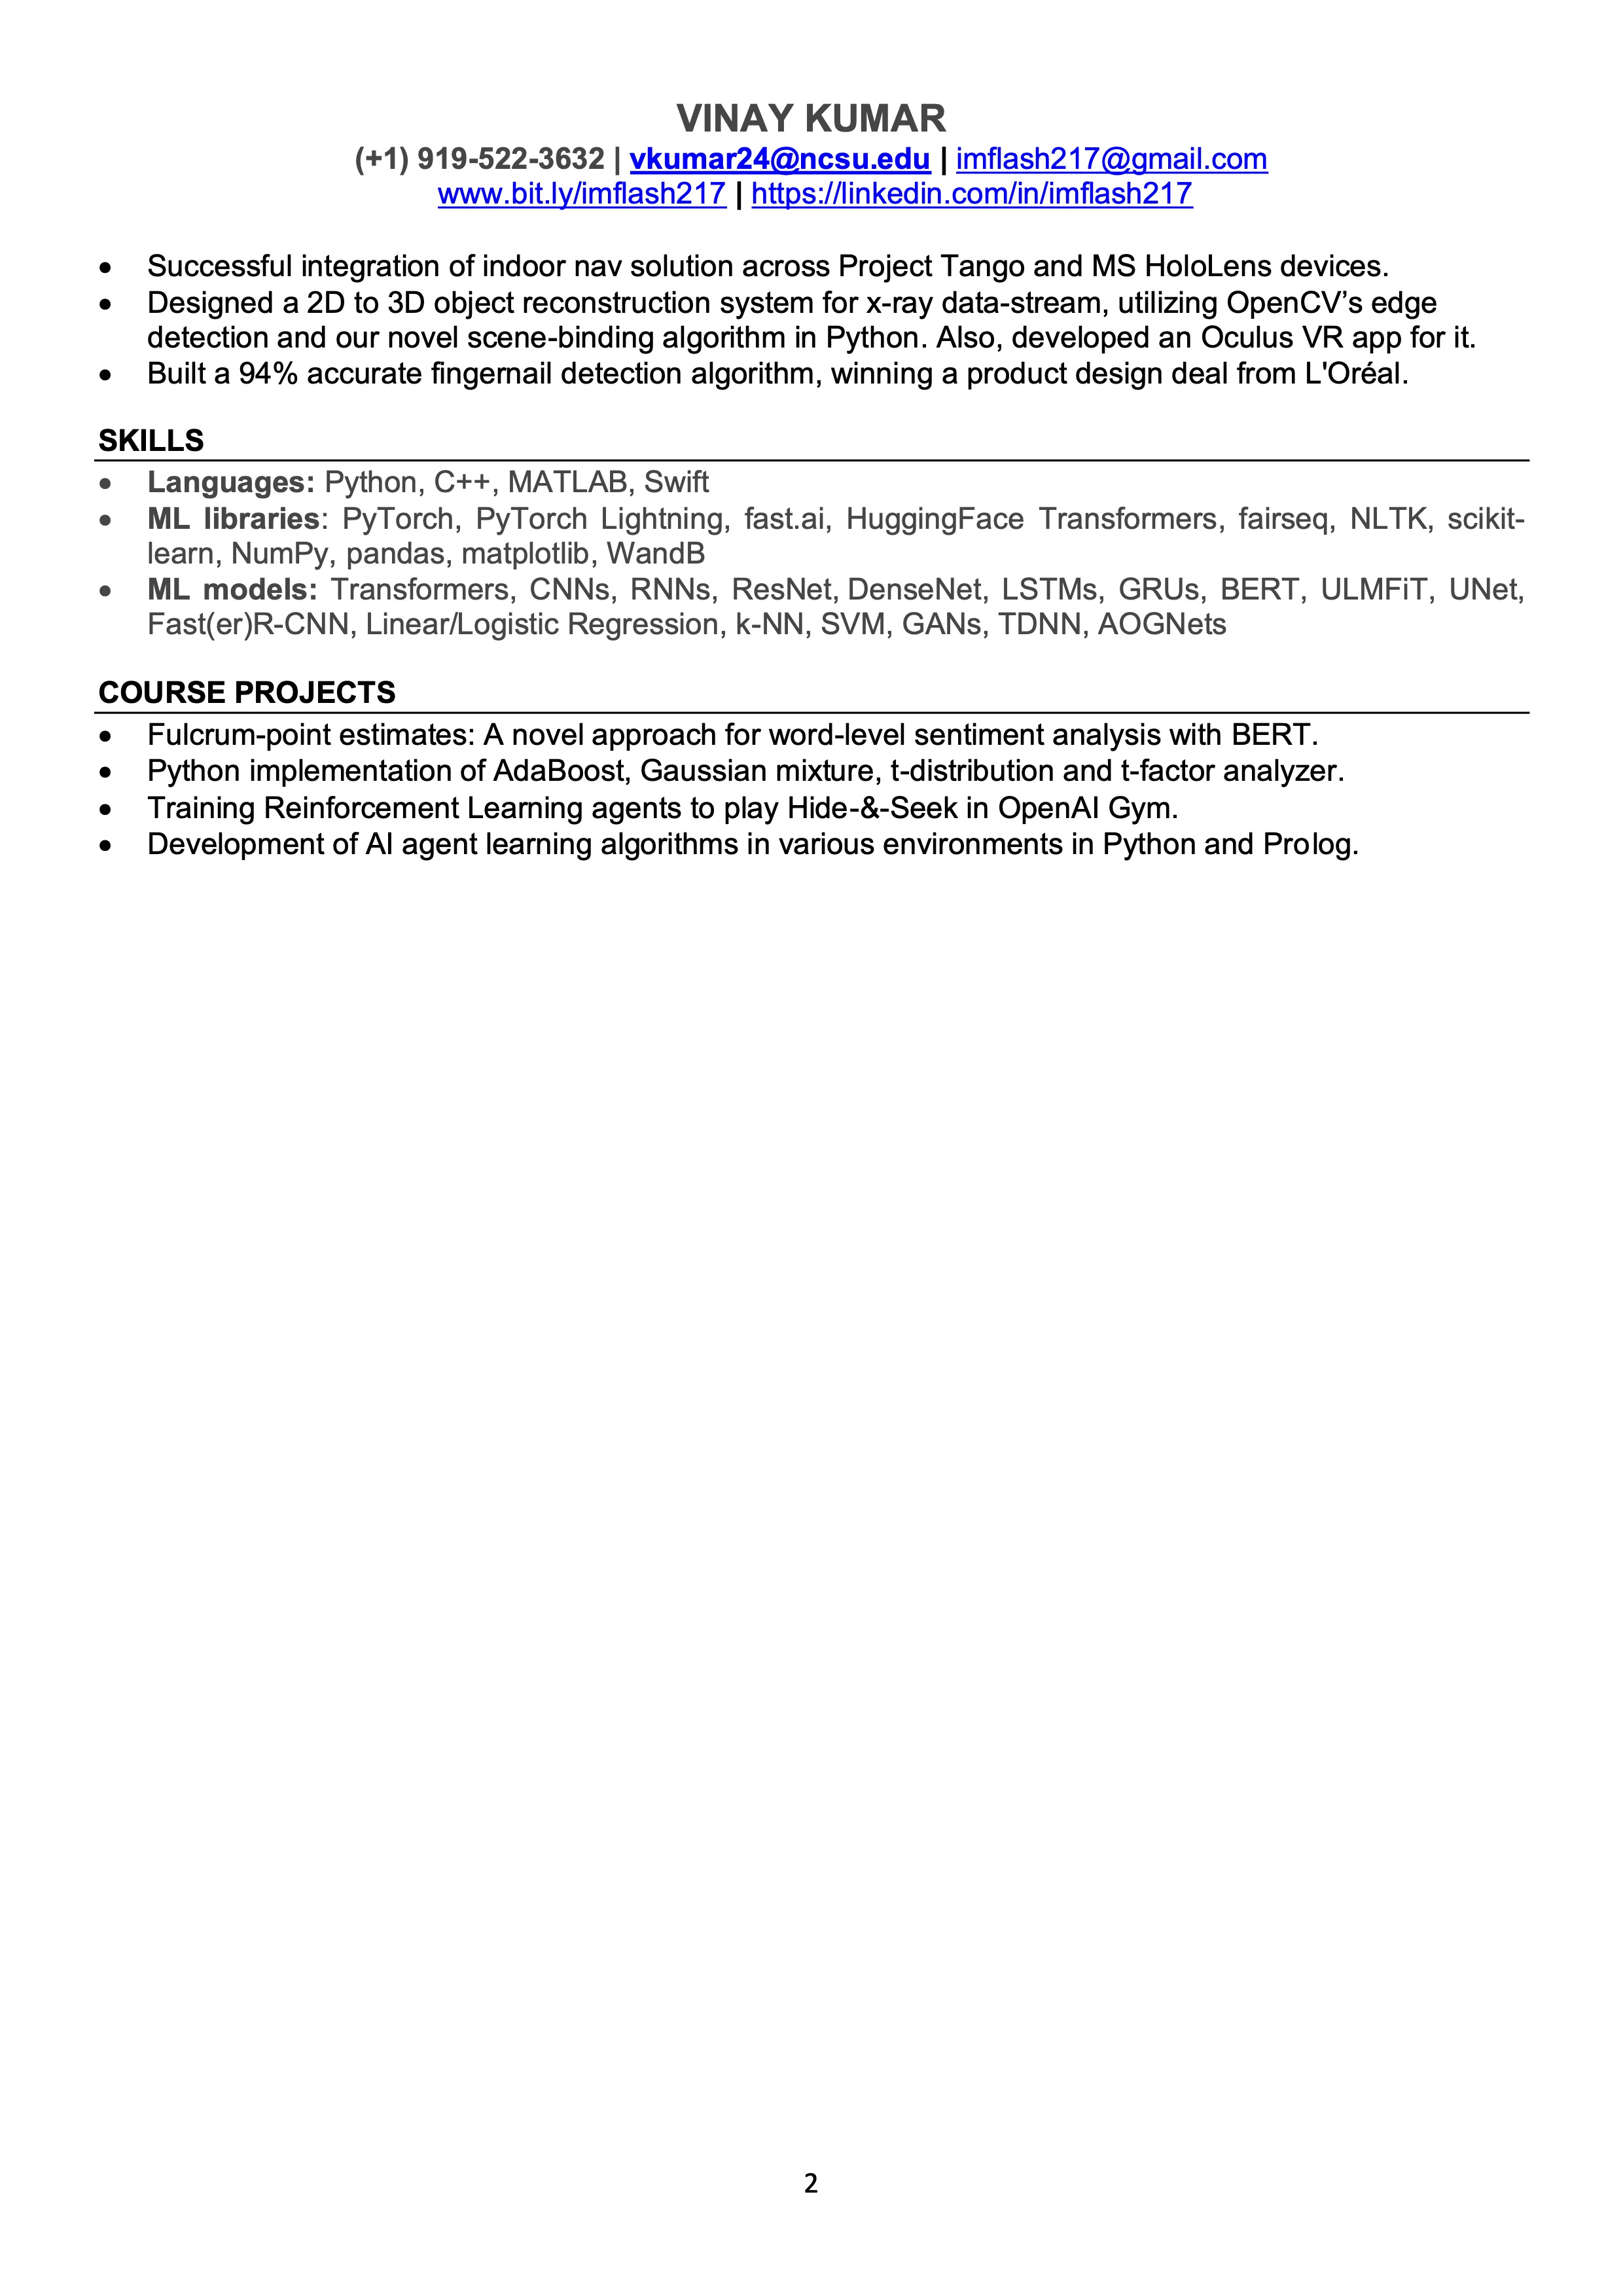 VINAY KUMAR
(+1) 919-522-3632 | vkumar24@ncsu.edu | imflash217@gmail.com
www.bit.ly/imflash217 | https://linkedin.com/in/imflash217
• Successful integration of indoor nav solution across Project Tango and MS HoloLens devices.
• Designed a 2D to 3D object reconstruction system for x-ray data-stream, utilizing OpenCV’s edge
detection and our novel scene-binding algorithm in Python. Also, developed an Oculus VR app for it.
• Built a 94% accurate fingernail detection algorithm, winning a product design deal from L'Oréal.
SKILLS
• Languages: Python, C++, MATLAB, Swift
• ML libraries: PyTorch, PyTorch Lightning, fast.ai, HuggingFace Transformers, fairseq, NLTK, scikit-
learn, NumPy, pandas, matplotlib, WandB
• ML models: Transformers, CNNs, RNNs, ResNet, DenseNet, LSTMs, GRUs, BERT, ULMFiT, UNet,
Fast(er)R-CNN, Linear/Logistic Regression, k-NN, SVM, GANs, TDNN, AOGNets
COURSE PROJECTS
• Fulcrum-point estimates: A novel approach for word-level sentiment analysis with BERT.
• Python implementation of AdaBoost, Gaussian mixture, t-distribution and t-factor analyzer.
• Training Reinforcement Learning agents to play Hide-&-Seek in OpenAI Gym.
• Development of AI agent learning algorithms in various environments in Python and Prolog.
2